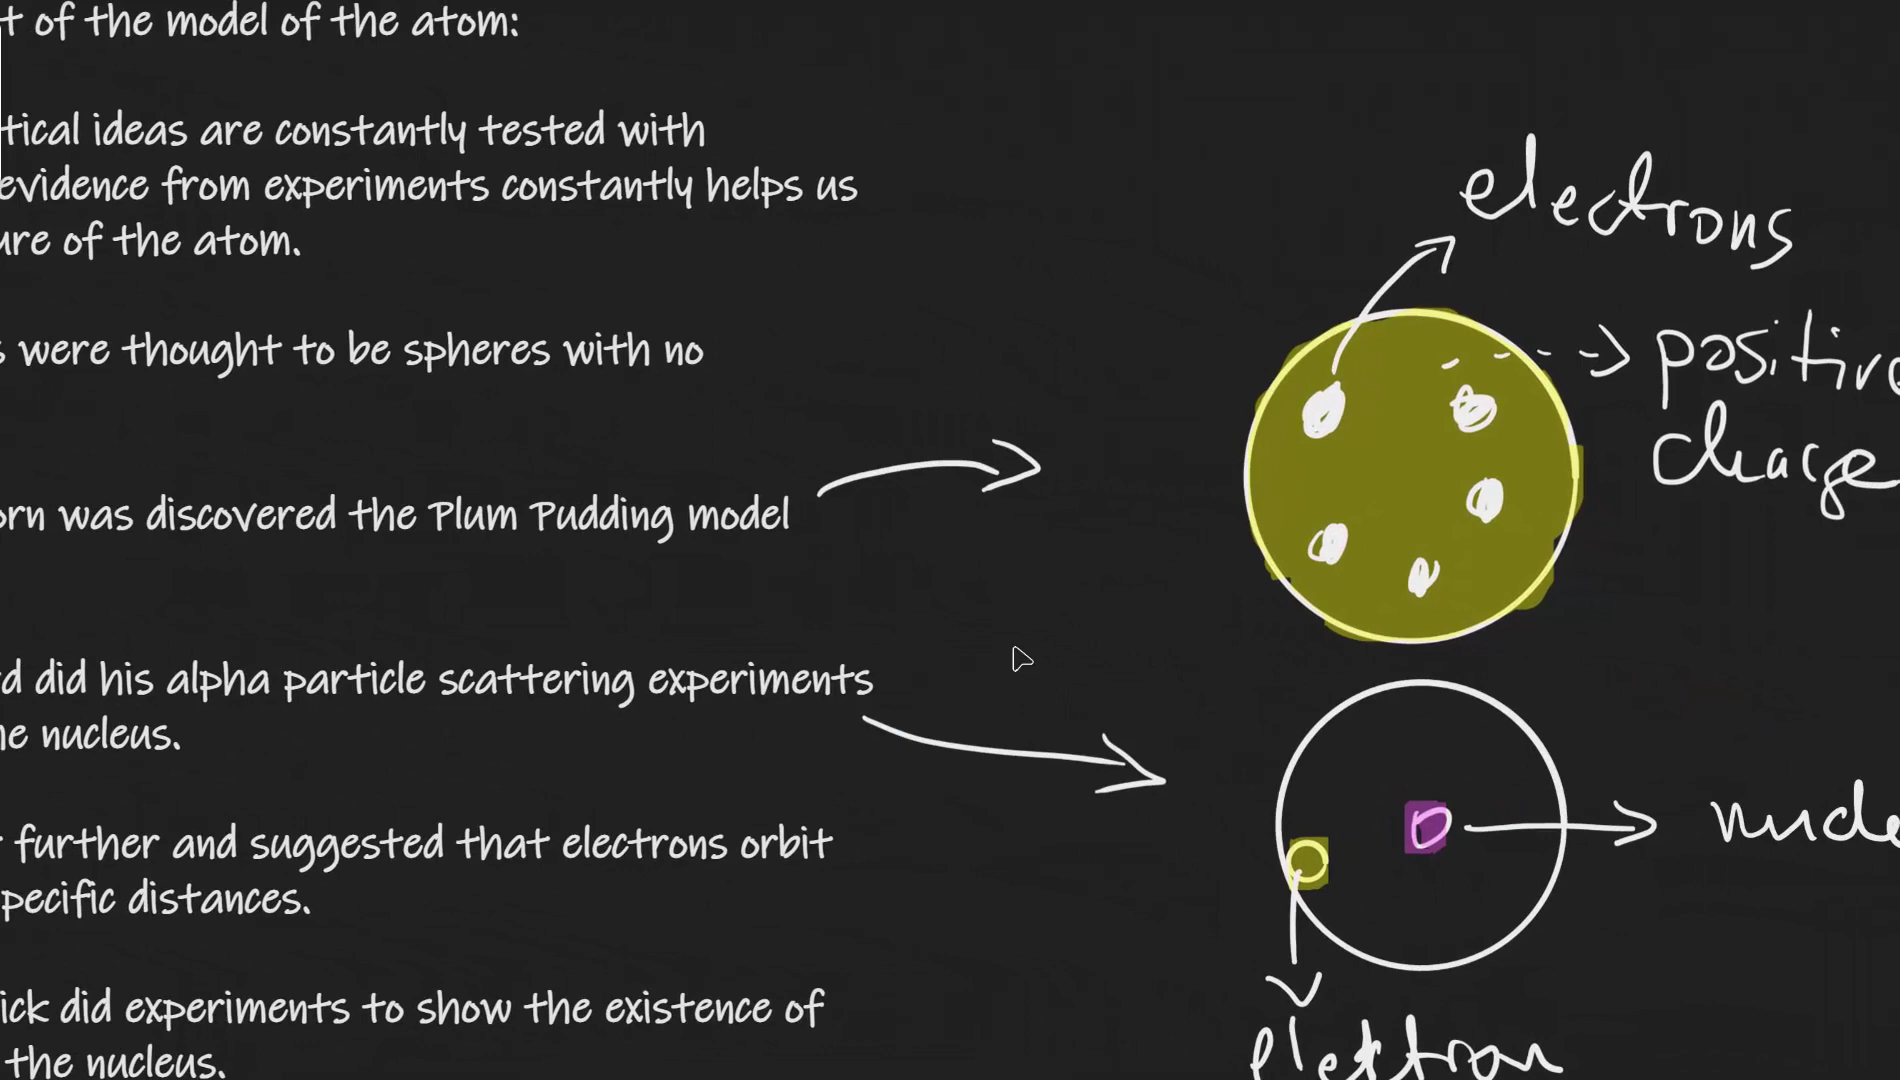 t of the model of the atom:
tical ideas are constantly tested with
evidence from experiments constantly helps us
ure of the atom.
s were thought to be spheres with no
orn was discovered the Plum Pudding model
d did his alpha particle scattering experiments
he nucleus.
r further and suggested that electrons orbit
pecific distances.
ick did experiments to show the existence of
the nucleus.
electrons
positive
charge
nucle
electron